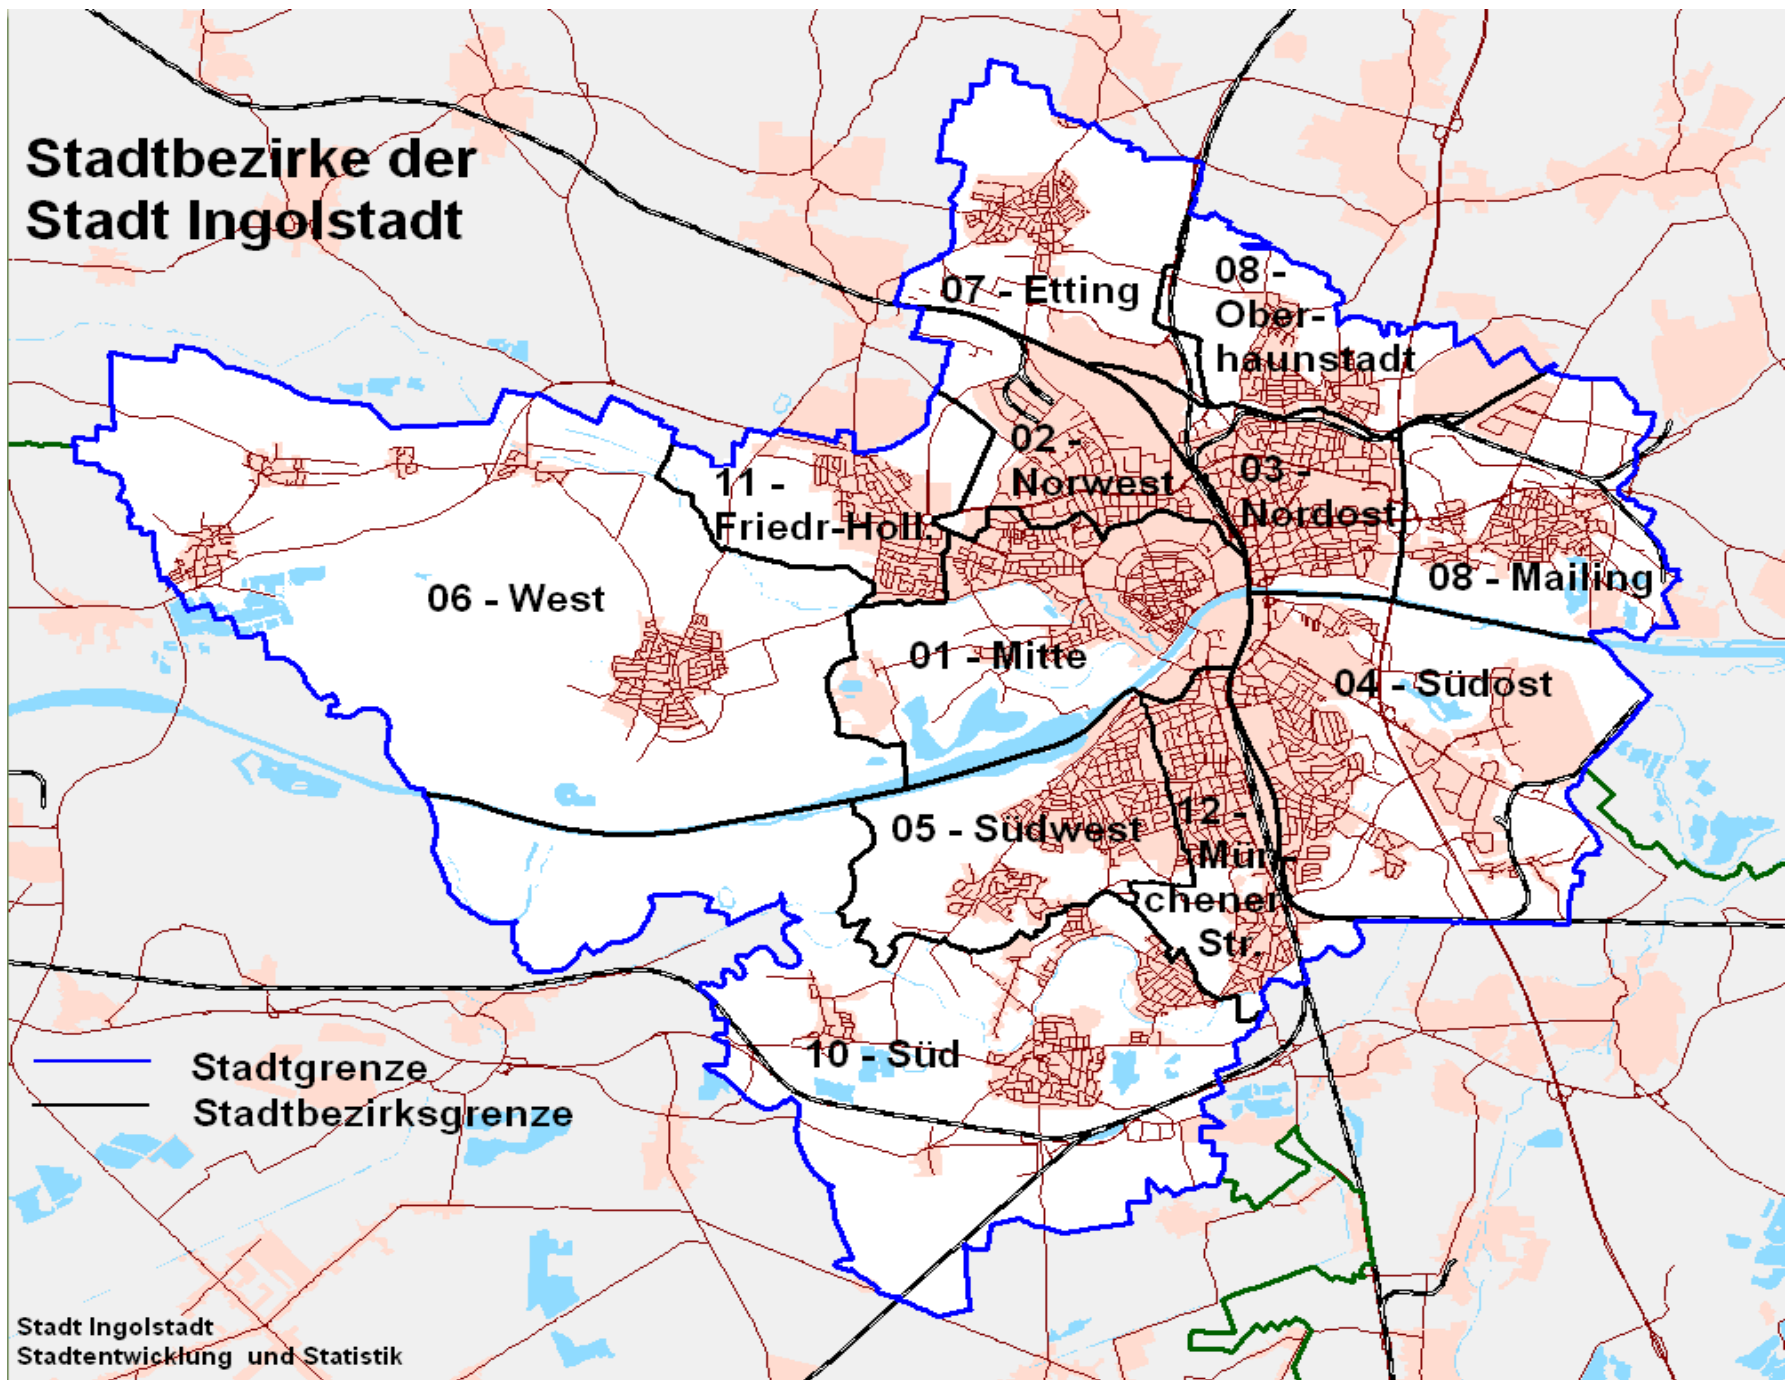 Stadtbezirke der
Stadt Ingolstadt
07 - Etting
08 -
Ober-
haunstadt
02 -
Norwest
03 -
Nordost
11 -
Friedr-Holl.
08 - Mailing
06 - West
01 - Mitte
04 - Südost
05 - Südwest
12 -
Mün-
chener
Str.
10 - Süd
Stadtgrenze
Stadtbezirksgrenze
Stadt Ingolstadt
Stadtentwicklung und Statistik